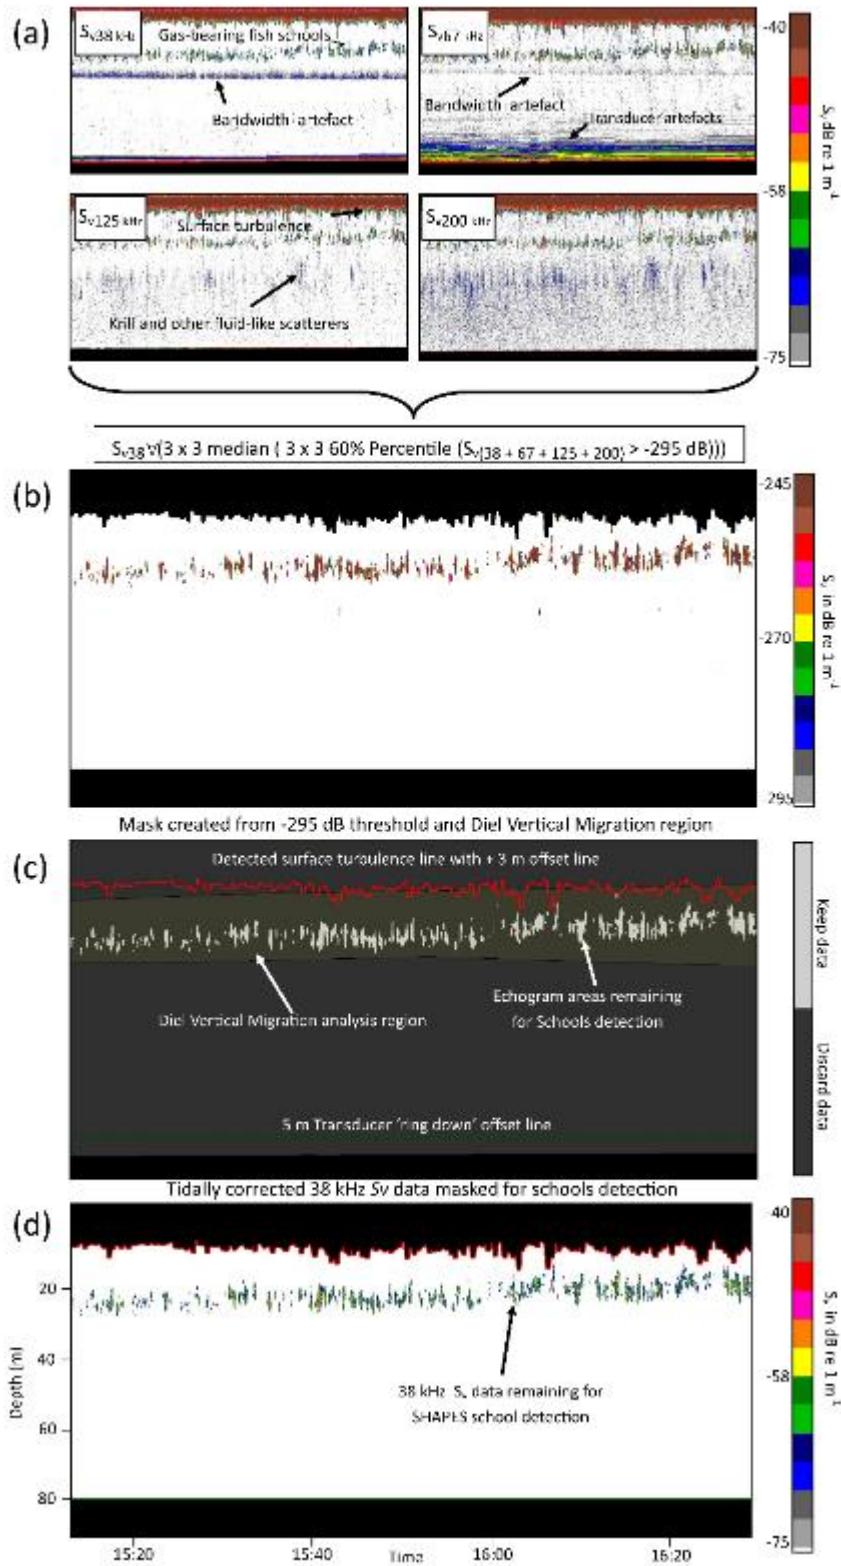 (a)
S v38 kHz
Gas-bearing fish schools
Bandwidth artefact
S v67 kHz
Bandwidth artefact
Transducer artefacts
-40
-58
-75
Sv dB re 1 m-1
S v125 kHz
Surface turbulence
Krill and other fluid-like scatterers
S v200 kHz
Sv38 ∀(3 x 3 median ( 3 x 3 60% Percentile (Sv(38 + 67 + 125 + 200) > -295 dB)))
(b)
-245
-270
295
Sv in dB re 1 m-1
Mask created from -295 dB threshold and Diel Vertical Migration region
(c)
Detected surface turbulence line with + 3 m offset line
Diel Vertical Migration analysis region
Echogram areas remaining
for Schools detection
5 m Transducer ‘ring down’ offset line
Keep data
Discard data
Tidally corrected 38 kHz Sv data masked for schools detection
(d)
-40
-58
-75
Sv in dB re 1 m-1
Depth (m)
20
40
60
80
38 kHz Sv data remaining for
SHAPES school detection
15:20
15:40
Time
16:00
16:20